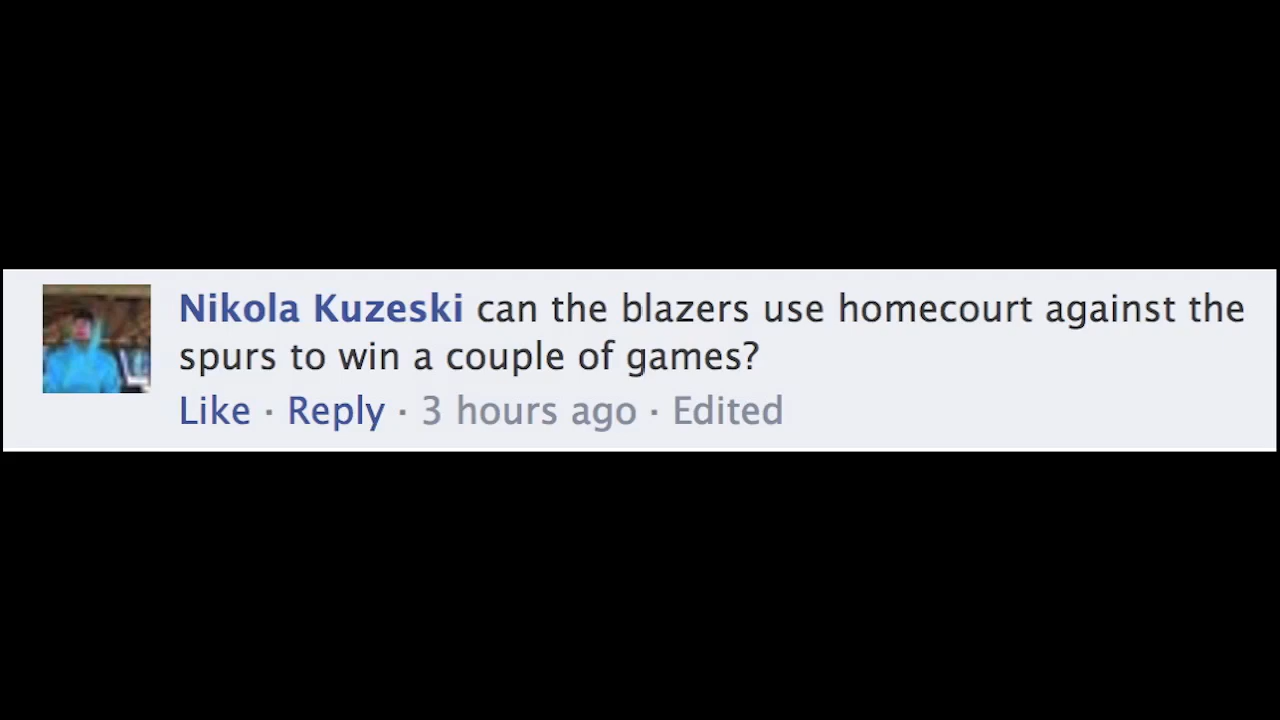 Nikola Kuzeski can the blazers use homecourt against the
spurs to win a couple of games?
Like · Reply · 3 hours ago · Edited